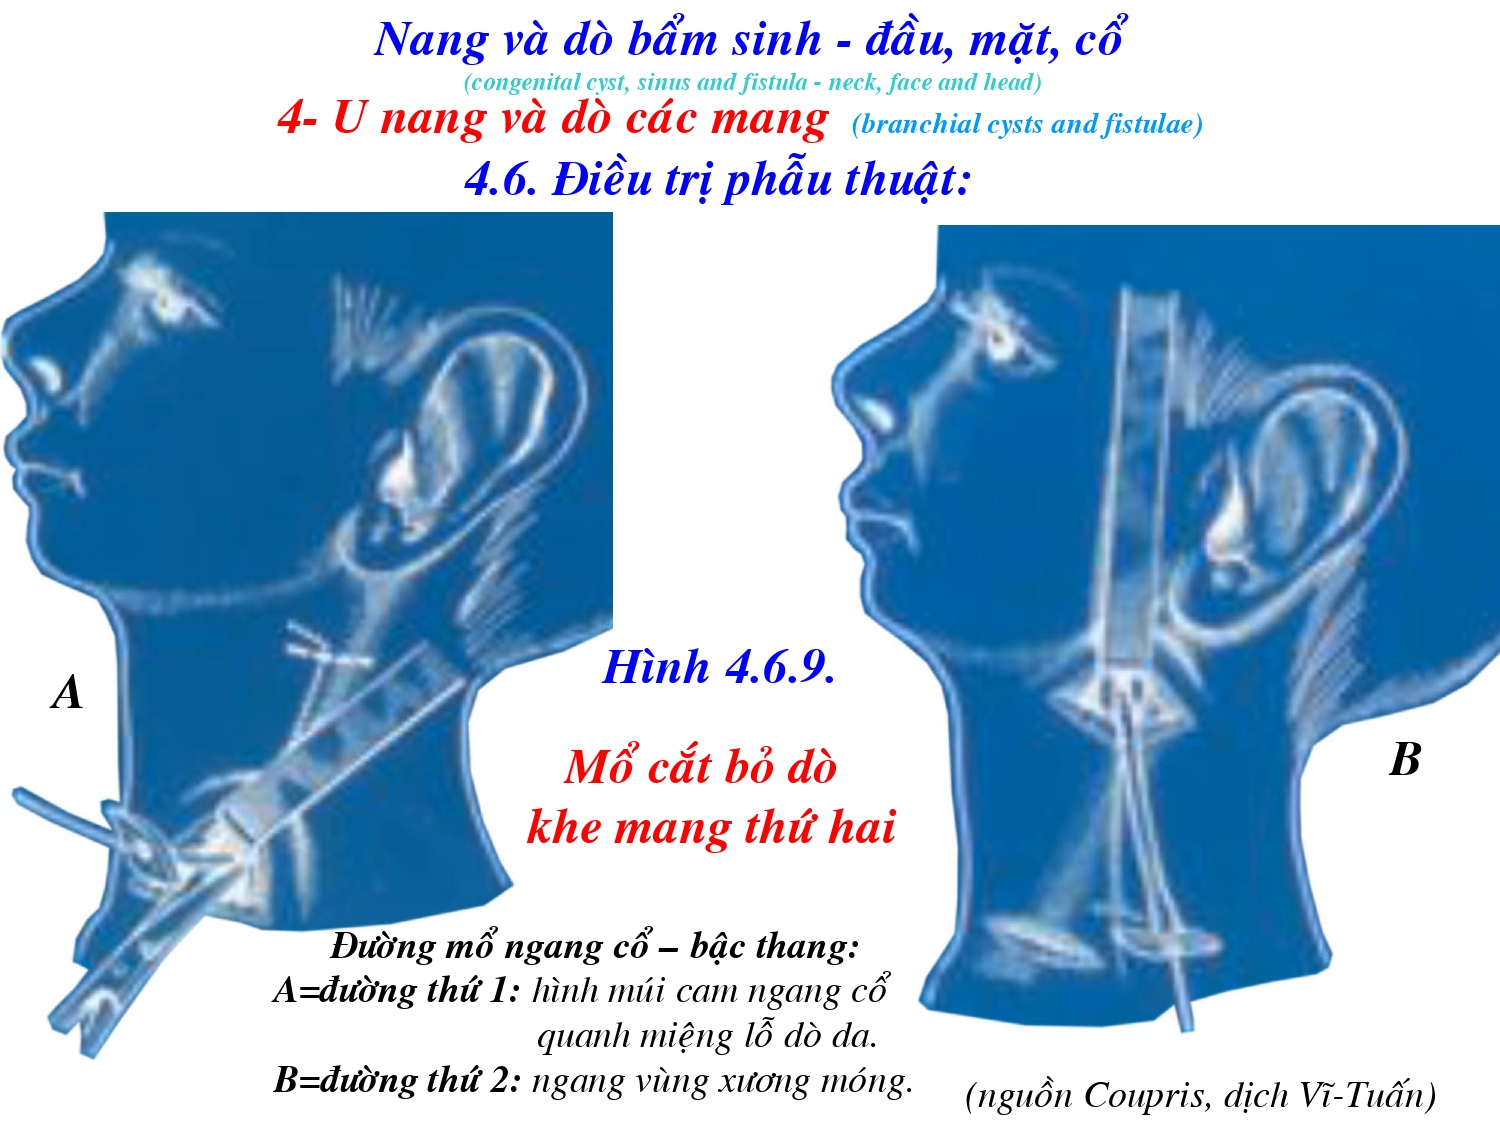 Nang và dò bẩm sinh - đầu, mặt, cổ
(congenital cyst, sinus and fistula - neck, face and head)
4- U nang và dò các mang (branchial cysts and fistulae)
4.6. Điều trị phẫu thuật:
A
Hình 4.6.9.
B
Mổ cắt bỏ dò
khe mang thứ hai
Đường mổ ngang cổ – bậc thang:
A=đường thứ 1: hình múi cam ngang cổ
quanh miệng lỗ dò da.
B=đường thứ 2: ngang vùng xương móng.
(nguồn Coupris, dịch Vĩ-Tuấn)